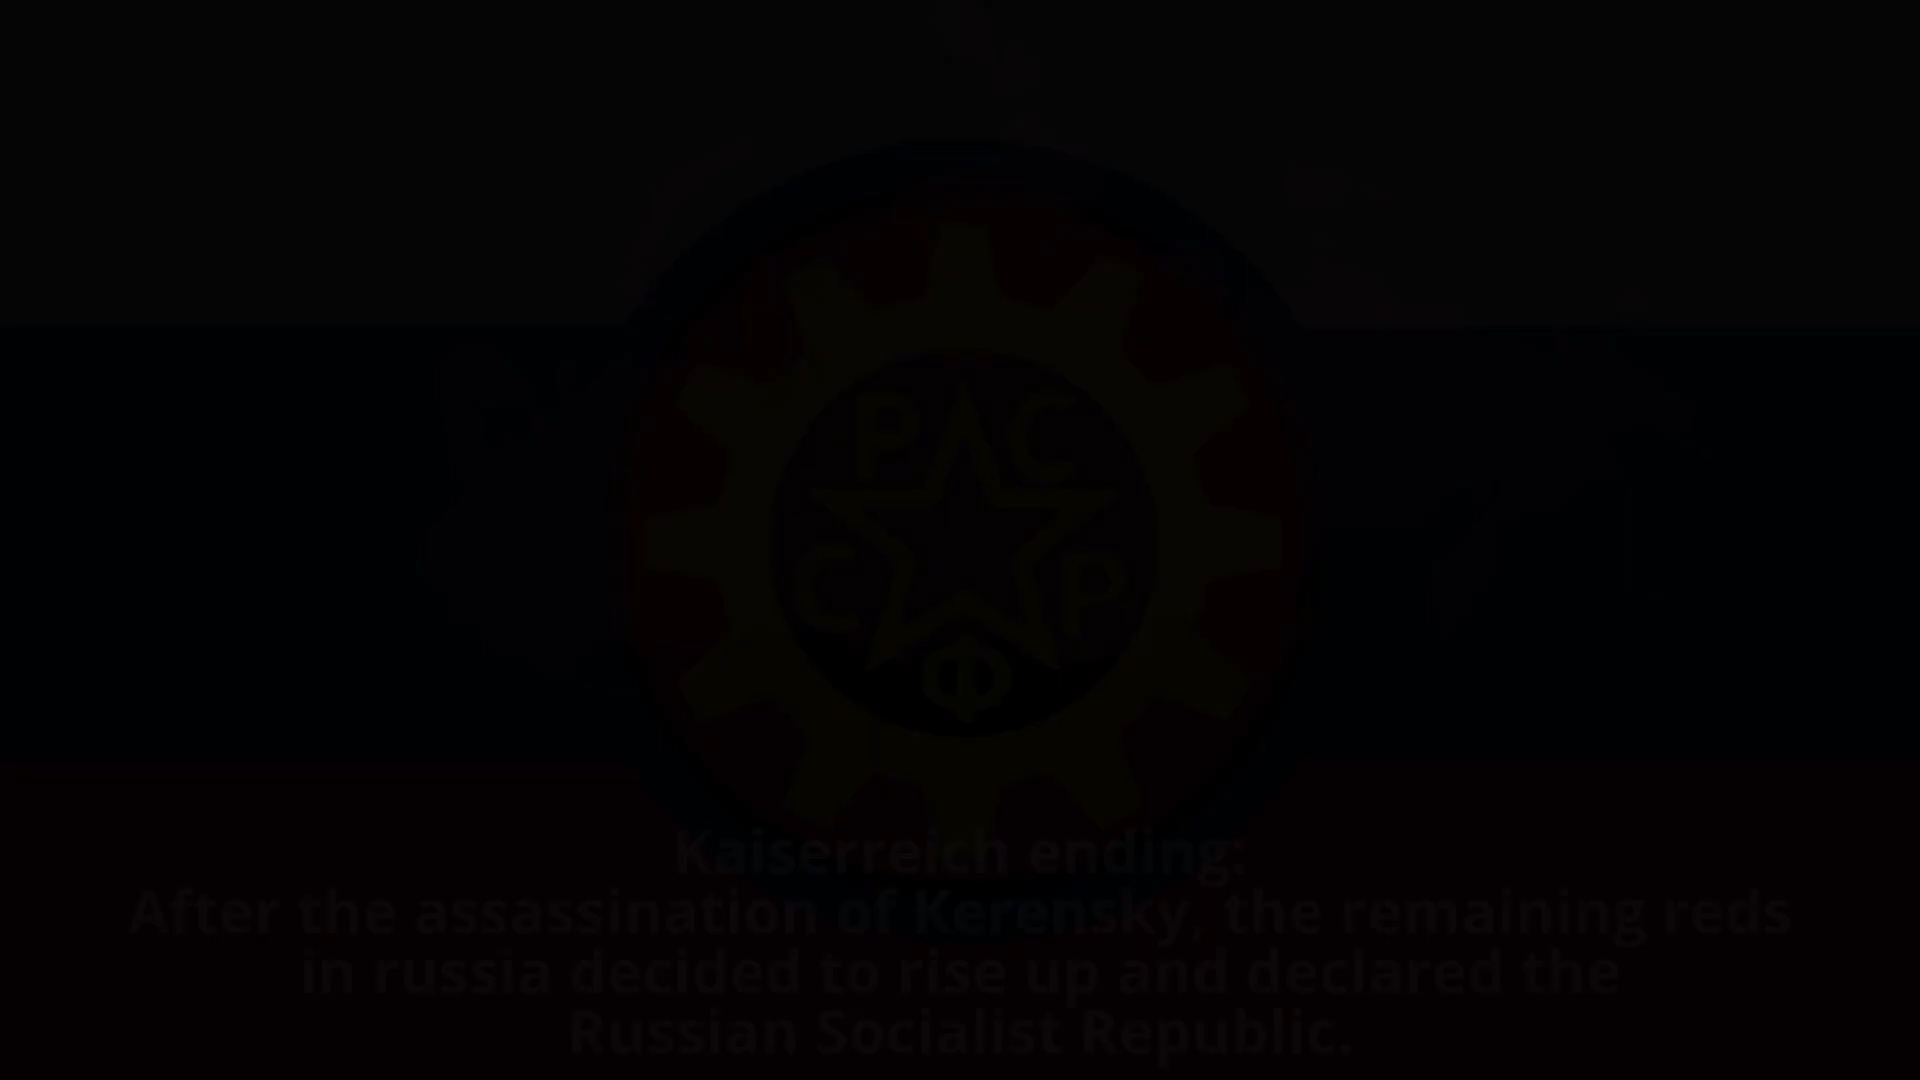 Р С
С Р
Ф
Kaiserreich ending:
After the assassination of Kerensky, the remaining reds
in russia decided to rise up and declared the
Russian Socialist Republic.